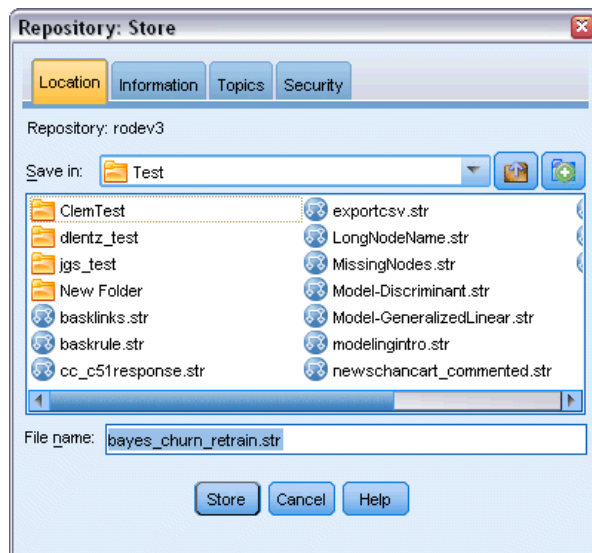 Repository: Store
Location Information Topics Security
Repository: rodev3
Save in: Test
ClemTest
dlentz_test
jgs_test
New Folder
basklinks.str
baskrule.str
cc_c51response.str
exportcsv.str
LongNodeName.str
MissingNodes.str
Model-Discriminant.str
Model-GeneralizedLinear.str
modelingintro.str
newschancart_commented.str
File name: bayes_churn_retrain.str
Store Cancel Help